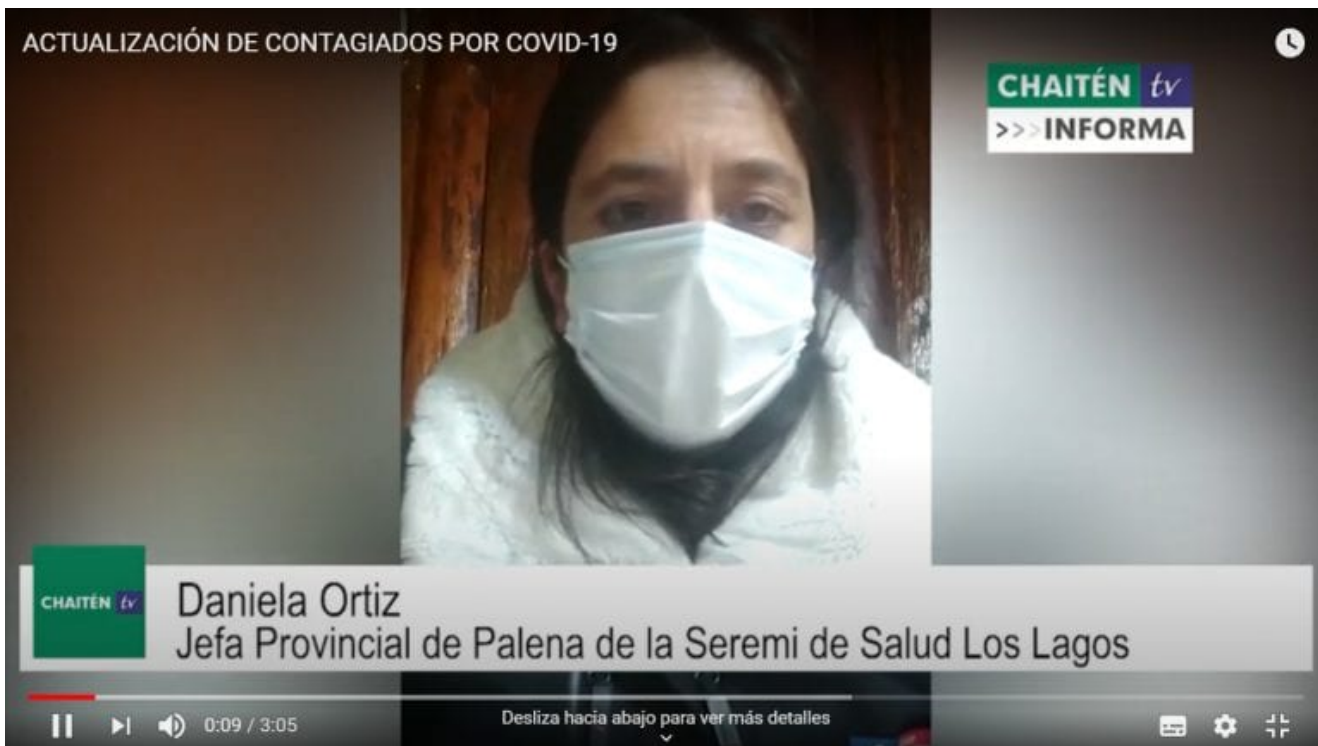 ACTUALIZACIÓN DE CONTAGIADOS POR COVID-19
CHAITÉN tv
>>>INFORMA
CHAITÉN tv
Daniela Ortiz
Jefa Provincial de Palena de la Seremi de Salud Los Lagos
0:09 / 3:05
Desliza hacia abajo para ver más detalles